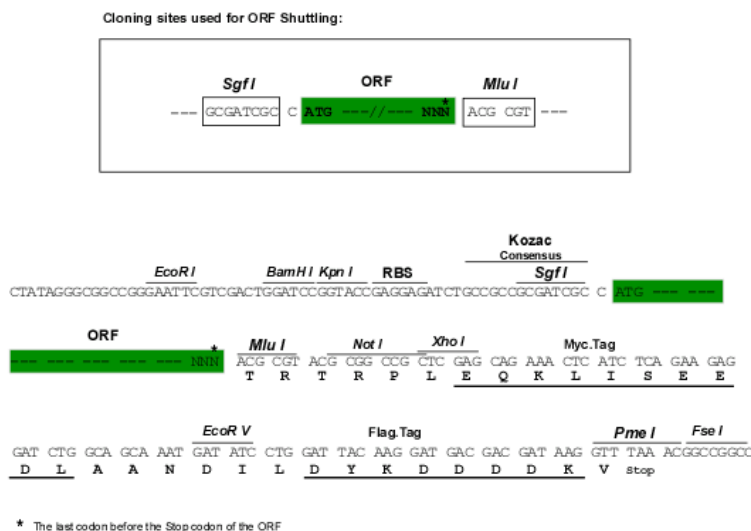 Cloning sites used for ORF Shuttling:
Sgf I ORF Mlu I
--- GCGATCGC C ATG ---//--- NNN * ACG CGT ---
Kozac
Consensus
EcoR I BamH I Kpn I RBS Sgf I
CTATAGGGCGGCCGGGAATTCGTCGACTGGATCCGGTACCGAGGAGATCTGCCGCCGCGATCGC C ATG --- ---
ORF
Mlu I Not I Xho I Myc.Tag
--- --- --- --- --- --- NNN * ACG CGT ACG CGG CCG CTC GAG CAG AAA CTC ATC TCA GAA GAG
T R T R P L E Q K L I S E E
EcoR V Flag.Tag Pme I Fse I
GAT CTG GCA GCA AAT GAT ATC CTG GAT TAC AAG GAT GAC GAC GAT AAG GTT TAA ACGGCCGGCC
D L A A N D I L D Y K D D D D K V Stop
* The last codon before the Stop codon of the ORF